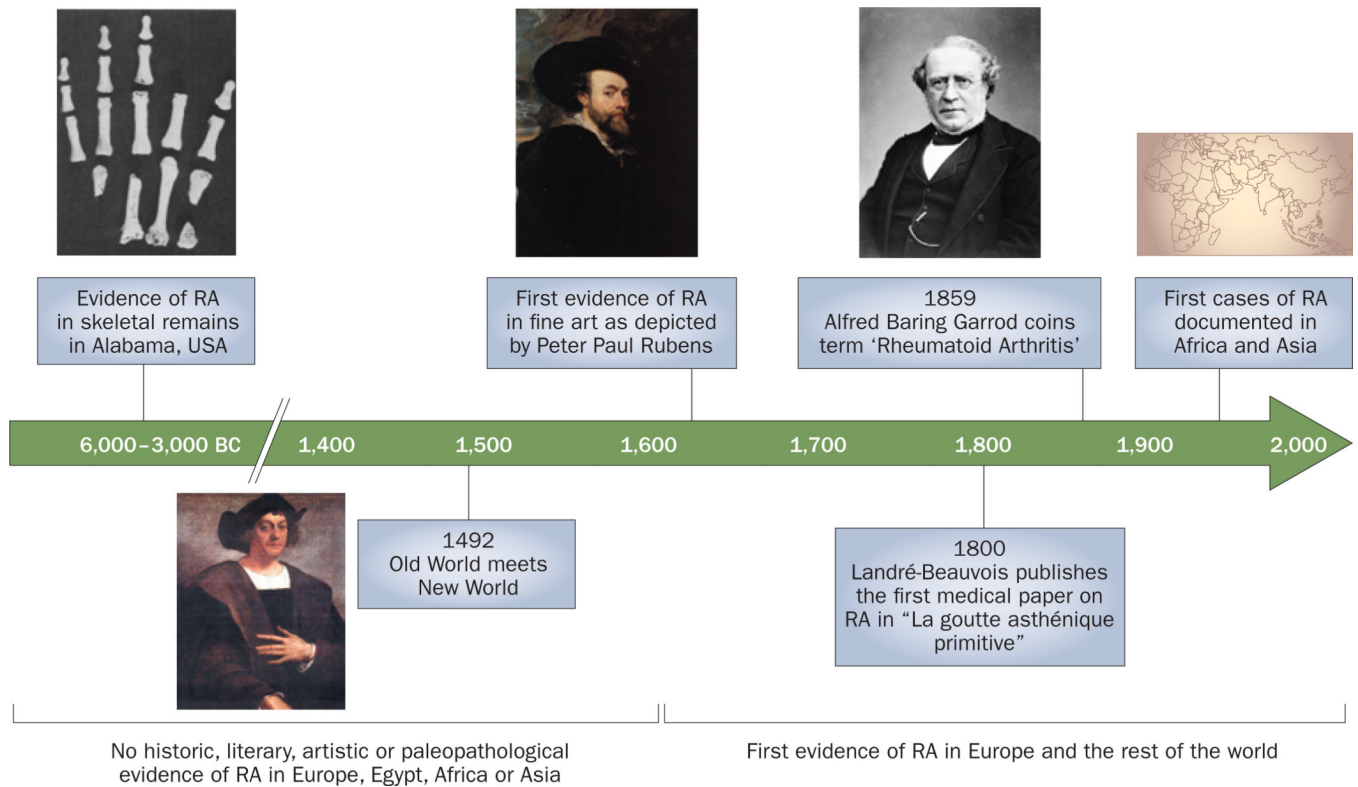 Evidence of RA
in skeletal remains
in Alabama, USA
First evidence of RA
in fine art as depicted
by Peter Paul Rubens
1859
Alfred Baring Garrod coins
term ‘Rheumatoid Arthritis’
First cases of RA
documented in
Africa and Asia
6,000–3,000 BC
1,400
1,500
1,600
1,700
1,800
1,900
2,000
1492
Old World meets
New World
1800
Landré-Beauvois publishes
the first medical paper on
RA in “La goutte asthénique
primitive”
No historic, literary, artistic or paleopathological
evidence of RA in Europe, Egypt, Africa or Asia
First evidence of RA in Europe and the rest of the world